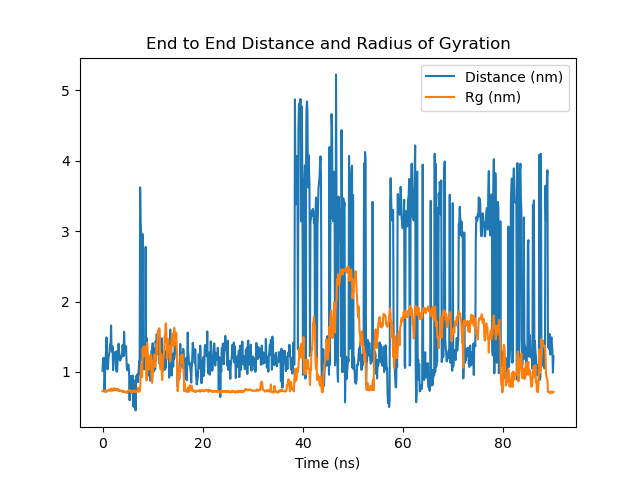 End to End Distance and Radius of Gyration
Distance (nm)
Rg (nm)
5
4
3
2
1
0
20
40
60
80
Time (ns)